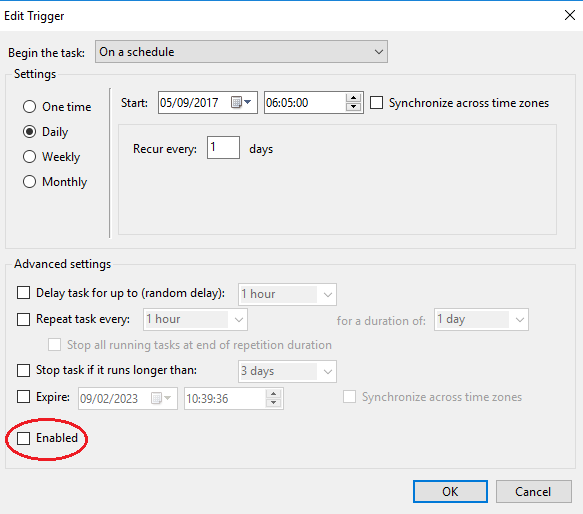 Edit Trigger
Begin the task: On a schedule
Settings
One time
Daily
Weekly
Monthly
Start: 05/09/2017 06:05:00 Synchronize across time zones
Recur every: 1 days
Advanced settings
Delay task for up to (random delay): 1 hour
Repeat task every: 1 hour for a duration of: 1 day
Stop all running tasks at end of repetition duration
Stop task if it runs longer than: 3 days
Expire: 09/02/2023 10:39:36 Synchronize across time zones
Enabled
OK Cancel